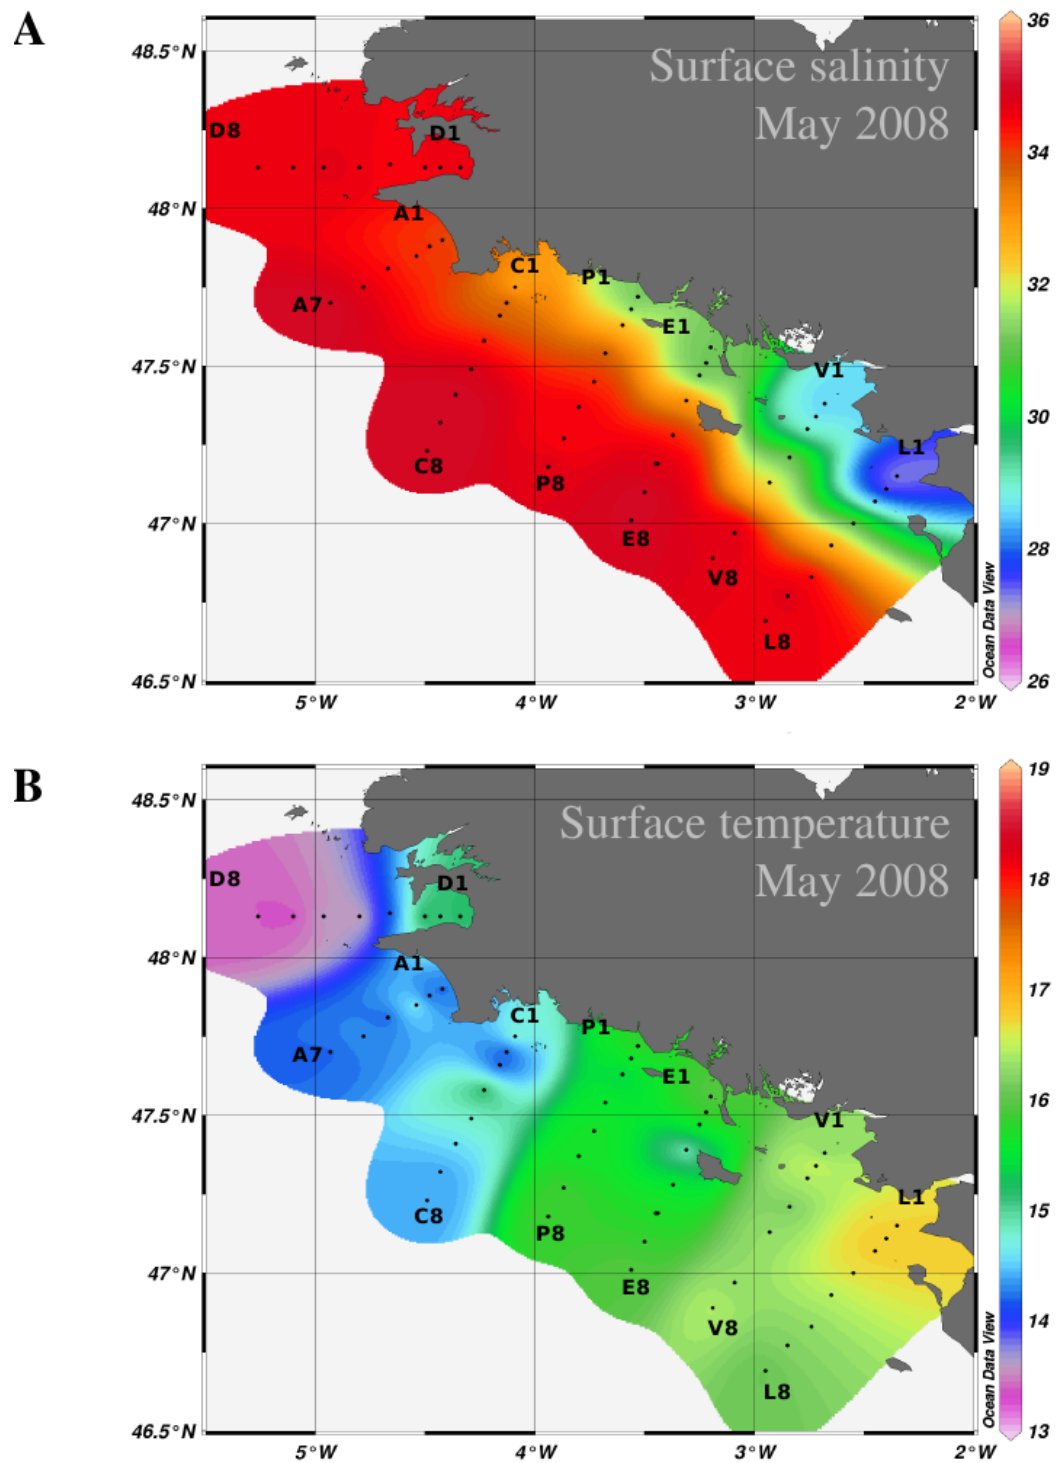 A
48.5°N
48°N
47.5°N
47°N
46.5°N
5°W
4°W
3°W
2°W
Surface salinity
May 2008
D8
D1
A1
A7
C1
C8
P1
P8
E1
E8
V1
V8
L1
L8
Ocean Data View
36
34
32
30
28
26
B
48.5°N
48°N
47.5°N
47°N
46.5°N
5°W
4°W
3°W
2°W
Surface temperature
May 2008
D8
D1
A1
A7
C1
C8
P1
P8
E1
E8
V1
V8
L1
L8
Ocean Data View
19
18
17
16
15
14
13